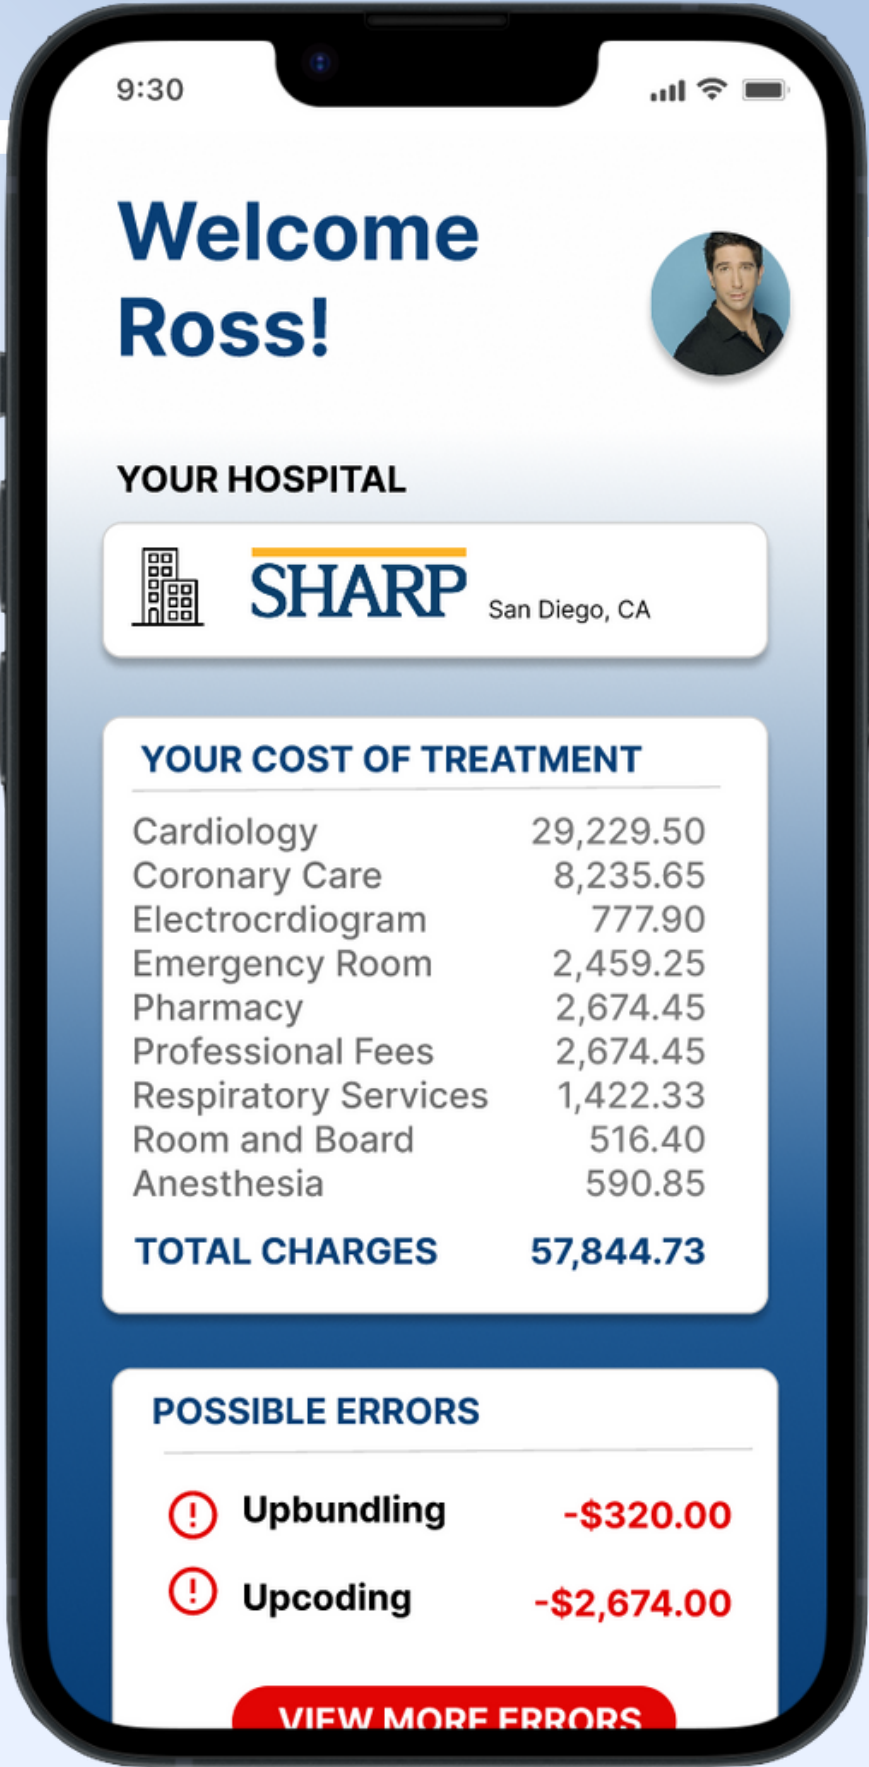 9:30
Welcome
Ross!
YOUR HOSPITAL
SHARP San Diego, CA
YOUR COST OF TREATMENT
Cardiology 29,229.50
Coronary Care 8,235.65
Electrocrdiogram 777.90
Emergency Room 2,459.25
Pharmacy 2,674.45
Professional Fees 2,674.45
Respiratory Services 1,422.33
Room and Board 516.40
Anesthesia 590.85
TOTAL CHARGES 57,844.73
POSSIBLE ERRORS
Upbundling -$320.00
Upcoding -$2,674.00
VIEW MORE ERRORS